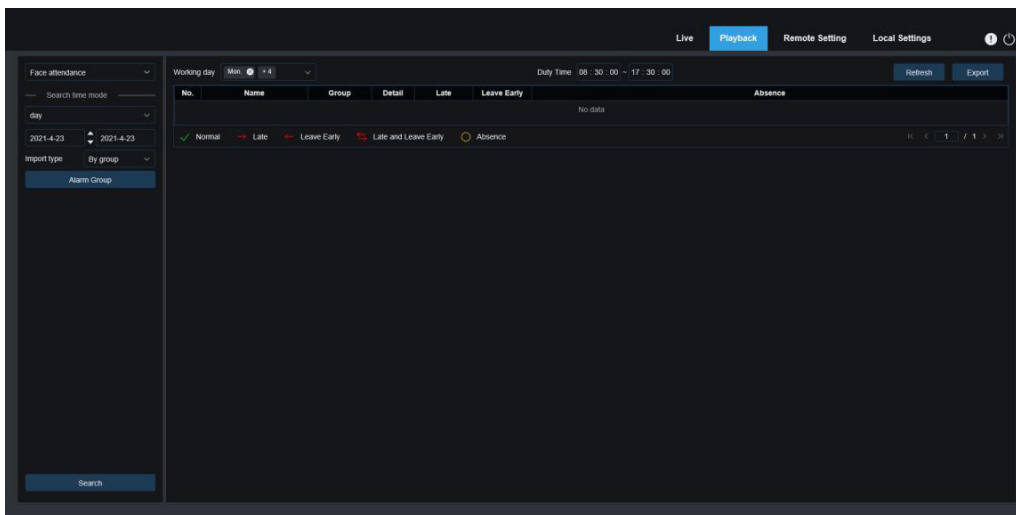 Live Playback Remote Setting Local Settings
Face attendance
Working day Mon. + 4 Duty Time 08 : 30 : 00 ~ 17 : 30 : 00 Refresh Export
Search time mode
No. Name Group Detail Late Leave Early Absence
No data
day
2021-4-23 2021-4-23
Normal Late Leave Early Late and Leave Early Absence 1 / 1
Import type By group
Alarm Group
Search